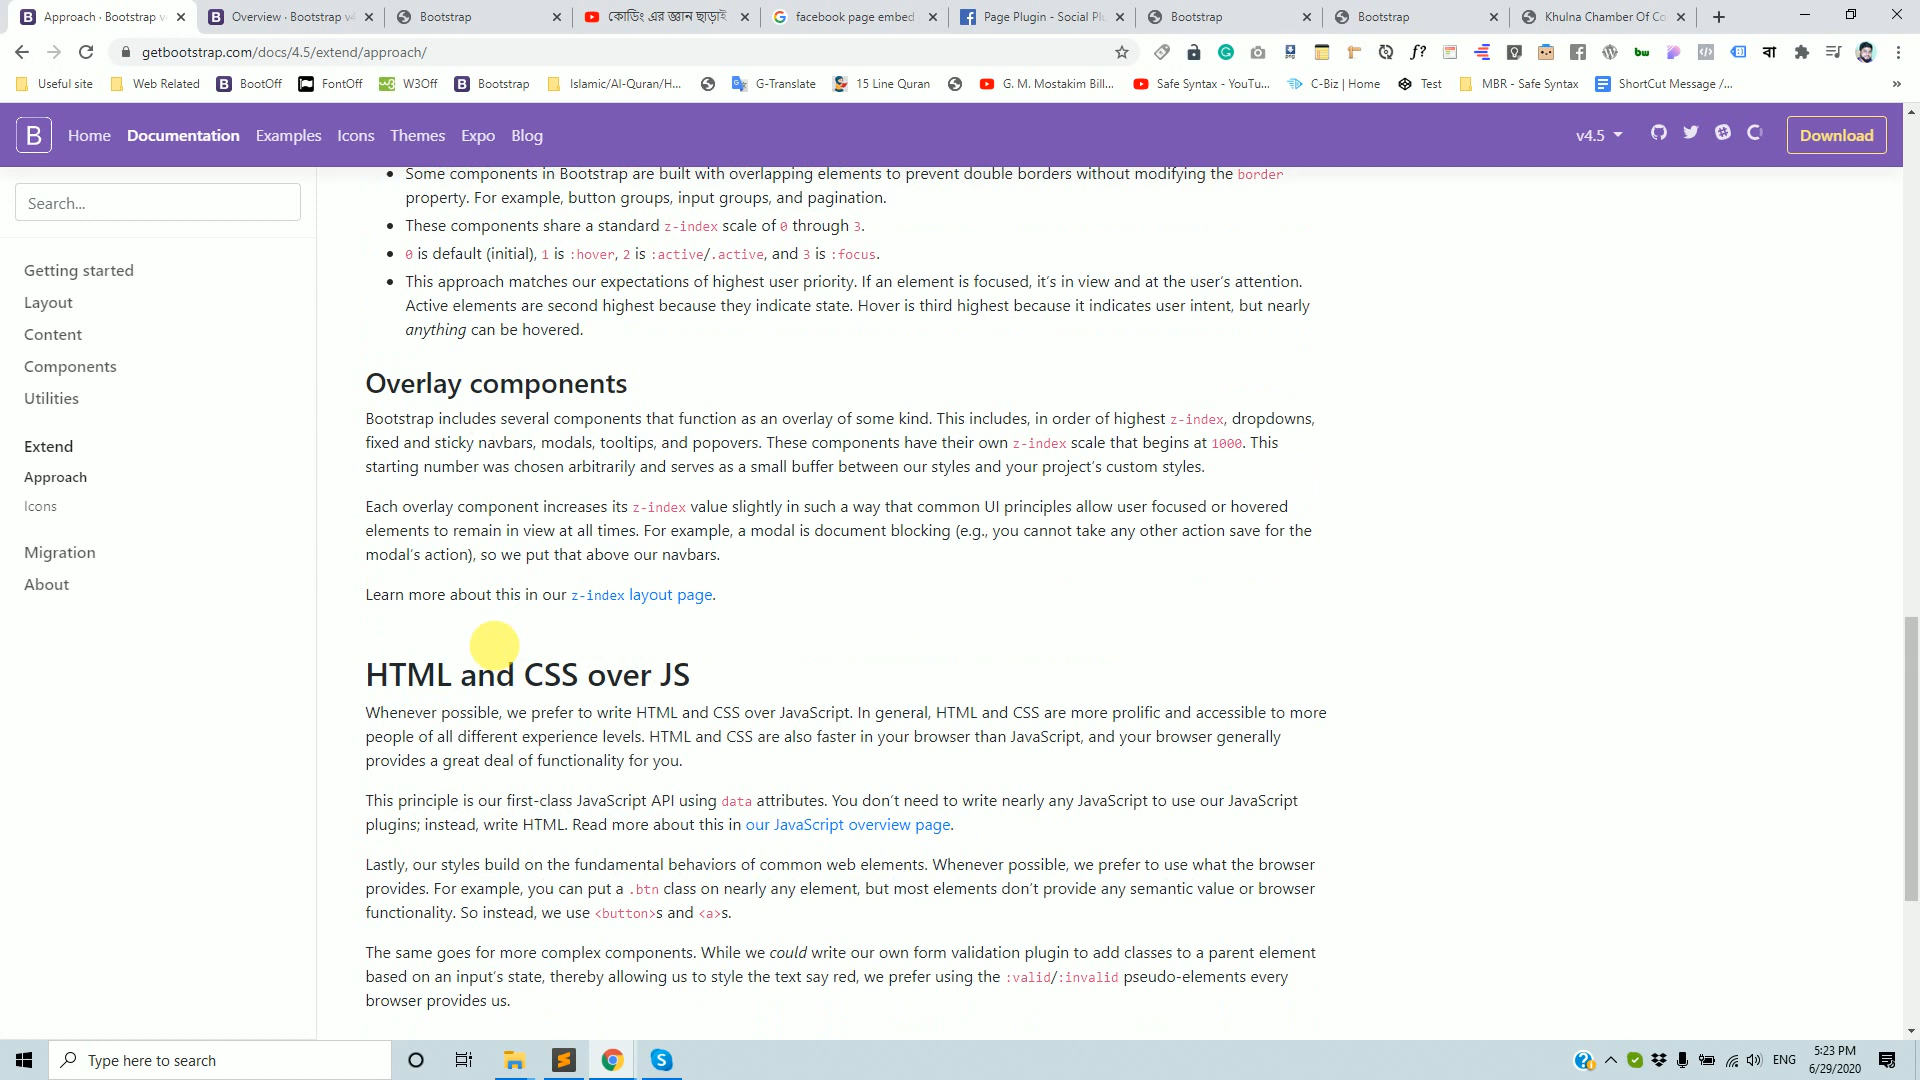 Approach · Bootstrap v
Overview · Bootstrap v4
Bootstrap
কোডিং এর জ্ঞান ছাড়াই
facebook page embed
Page Plugin - Social Pl
Bootstrap
Bootstrap
Khulna Chamber Of Co
getbootstrap.com/docs/4.5/extend/approach/
Useful site
Web Related
BootOff
FontOff
W3Off
Bootstrap
Islamic/Al-Quran/H...
G-Translate
15 Line Quran
G. M. Mostakim Bill...
Safe Syntax - YouTu...
C-Biz | Home
Test
MBR - Safe Syntax
ShortCut Message /...
B Home Documentation Examples Icons Themes Expo Blog v4.5 Download
Search...
Getting started
Layout
Content
Components
Utilities
Extend
Approach
Icons
Migration
About
Some components in Bootstrap are built with overlapping elements to prevent double borders without modifying the border
property. For example, button groups, input groups, and pagination.
These components share a standard z-index scale of 0 through 3.
0 is default (initial), 1 is :hover, 2 is :active/.active, and 3 is :focus.
This approach matches our expectations of highest user priority. If an element is focused, it's in view and at the user's attention.
Active elements are second highest because they indicate state. Hover is third highest because it indicates user intent, but nearly
anything can be hovered.
Overlay components
Bootstrap includes several components that function as an overlay of some kind. This includes, in order of highest z-index, dropdowns,
fixed and sticky navbars, modals, tooltips, and popovers. These components have their own z-index scale that begins at 1000. This
starting number was chosen arbitrarily and serves as a small buffer between our styles and your project's custom styles.
Each overlay component increases its z-index value slightly in such a way that common UI principles allow user focused or hovered
elements to remain in view at all times. For example, a modal is document blocking (e.g., you cannot take any other action save for the
modal's action), so we put that above our navbars.
Learn more about this in our z-index layout page.
HTML and CSS over JS
Whenever possible, we prefer to write HTML and CSS over JavaScript. In general, HTML and CSS are more prolific and accessible to more
people of all different experience levels. HTML and CSS are also faster in your browser than JavaScript, and your browser generally
provides a great deal of functionality for you.
This principle is our first-class JavaScript API using data attributes. You don't need to write nearly any JavaScript to use our JavaScript
plugins; instead, write HTML. Read more about this in our JavaScript overview page.
Lastly, our styles build on the fundamental behaviors of common web elements. Whenever possible, we prefer to use what the browser
provides. For example, you can put a .btn class on nearly any element, but most elements don't provide any semantic value or browser
functionality. So instead, we use <button>s and <a>s.
The same goes for more complex components. While we could write our own form validation plugin to add classes to a parent element
based on an input's state, thereby allowing us to style the text say red, we prefer using the :valid/:invalid pseudo-elements every
browser provides us.
Type here to search
ENG
5:23 PM
6/29/2020